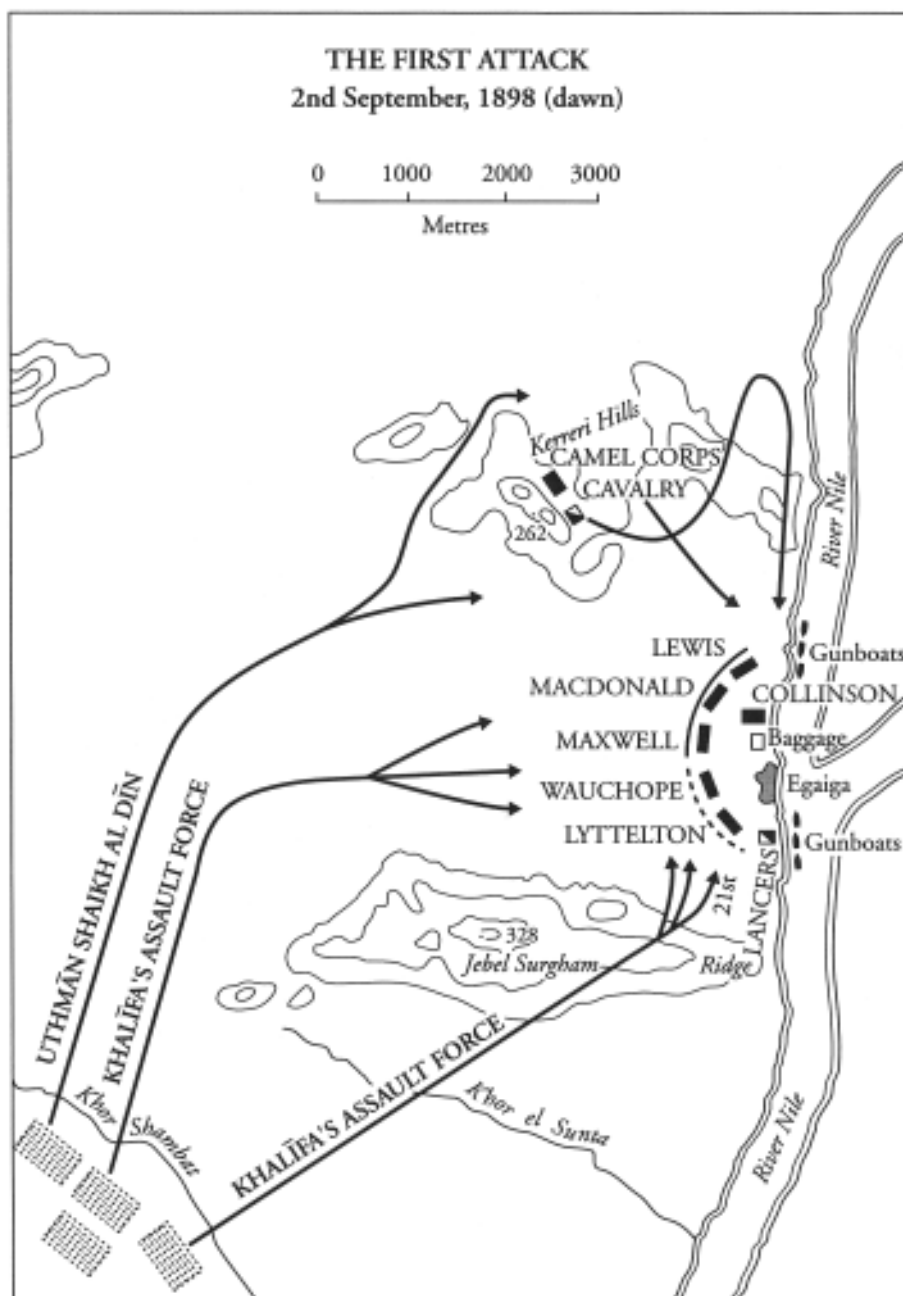 THE FIRST ATTACK
2nd September, 1898 (dawn)
0 1000 2000 3000
Metres
Kerreri Hills
CAMEL CORPS
CAVALRY
262
River Nile
LEWIS
Gunboats
MACDONALD
COLLINSON
MAXWELL
Baggage
WAUCHOPE
Egaiga
LYTTELTON
Gunboats
21st
LANCERS
328
Jebel Surgham Ridge
UTHMĀN SHAIKH AL DĪN
KHALĪFA'S ASSAULT FORCE
KHALĪFA'S ASSAULT FORCE
K'hor Shambat
K'hor el Sunta
River Nile